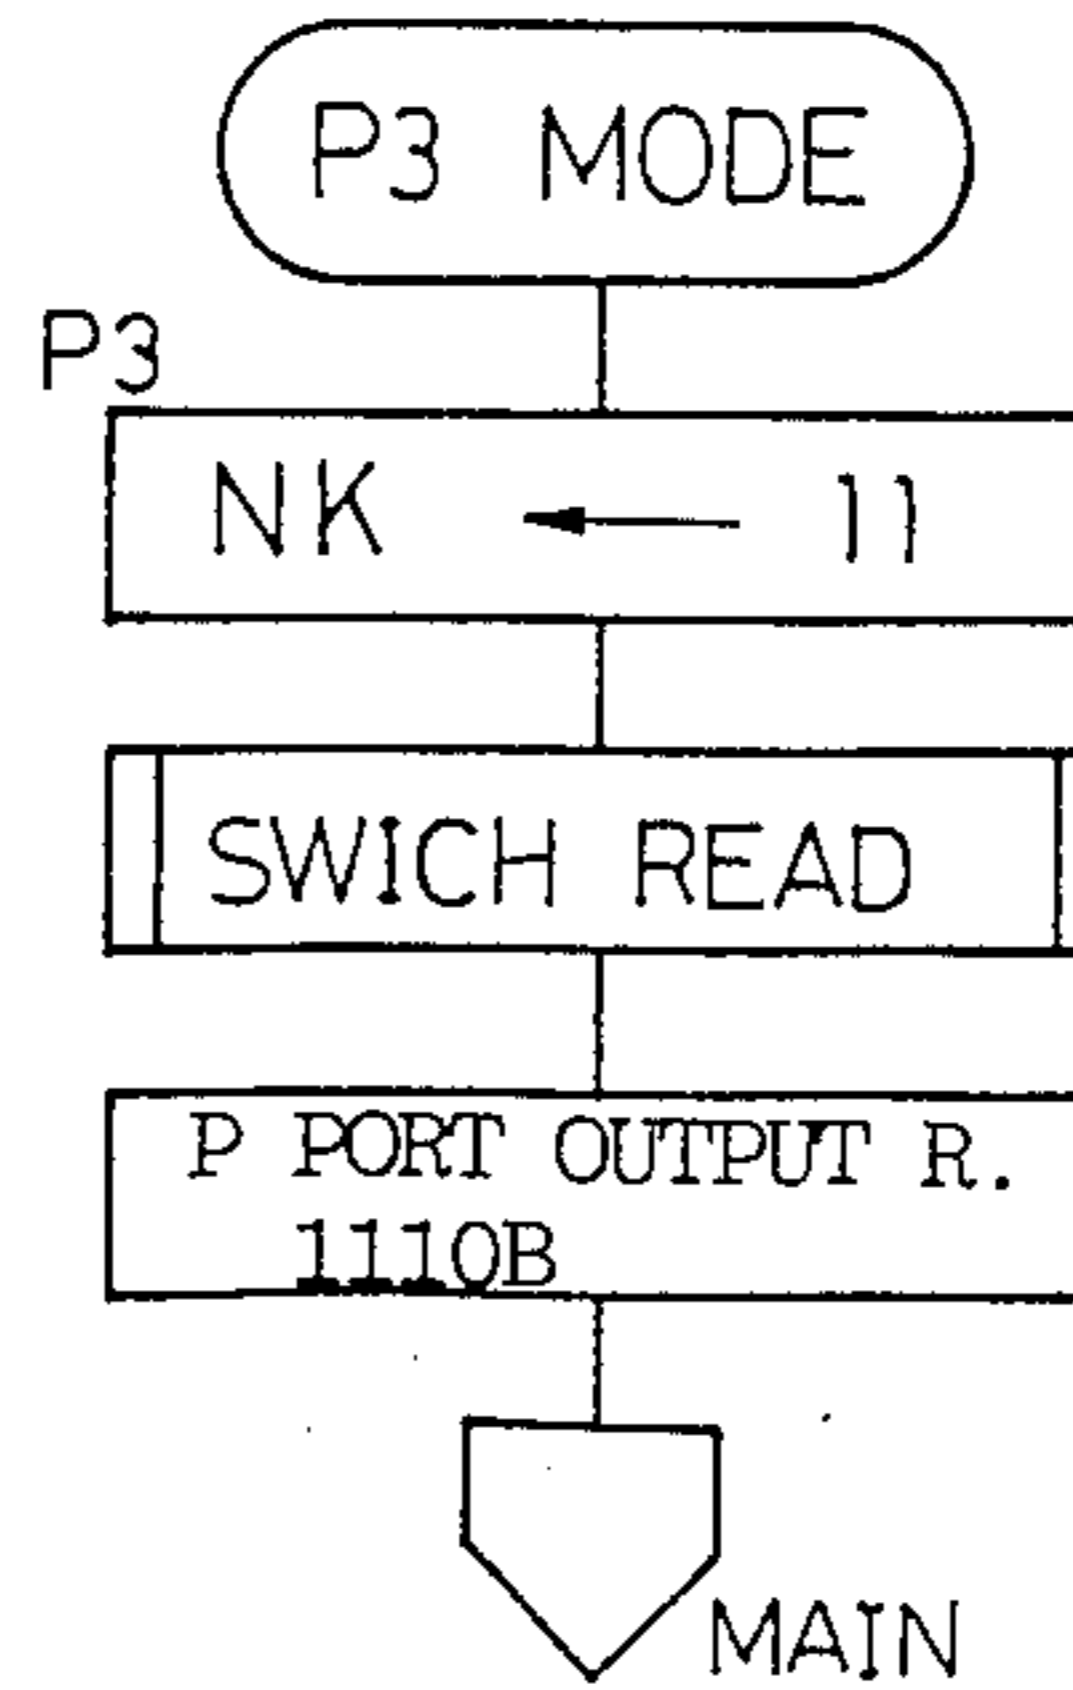 P3 MODE
P3
NK ← 11
SWICH READ
P PORT OUTPUT R.
1110B
MAIN